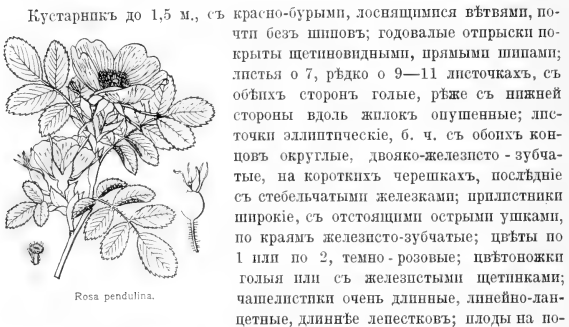 Кустарникъ до 1,5 м., съ красно-бурыми, лоснящимися вѣтвями, по-
чти безъ шиповъ; годовалые отпрыски по-
крыты щетиновидными, прямыми шипами;
листья о 7, рѣдко о 9—11 листочкахъ, съ
обѣихъ сторонъ голые, рѣже съ нижней
стороны вдоль жилокъ опушенные; лис-
точки эллиптическіе, б. ч. съ обоихъ кон-
цовъ округлые, двояко-железисто-зубча-
тые, на короткихъ черешкахъ, послѣдніе
съ стебельчатыми железками; прилистники
широкіе, съ отстоящими острыми ушками,
по краямъ железисто-зубчатые; цвѣты по
1 или по 2, темно-розовые; цвѣтоножки
голыя или съ железистыми щетинками;
чашелистики очень длинные, линейно-лан-
цетные, длиннѣе лепестковъ; плоды на по-
Rosa pendulina.